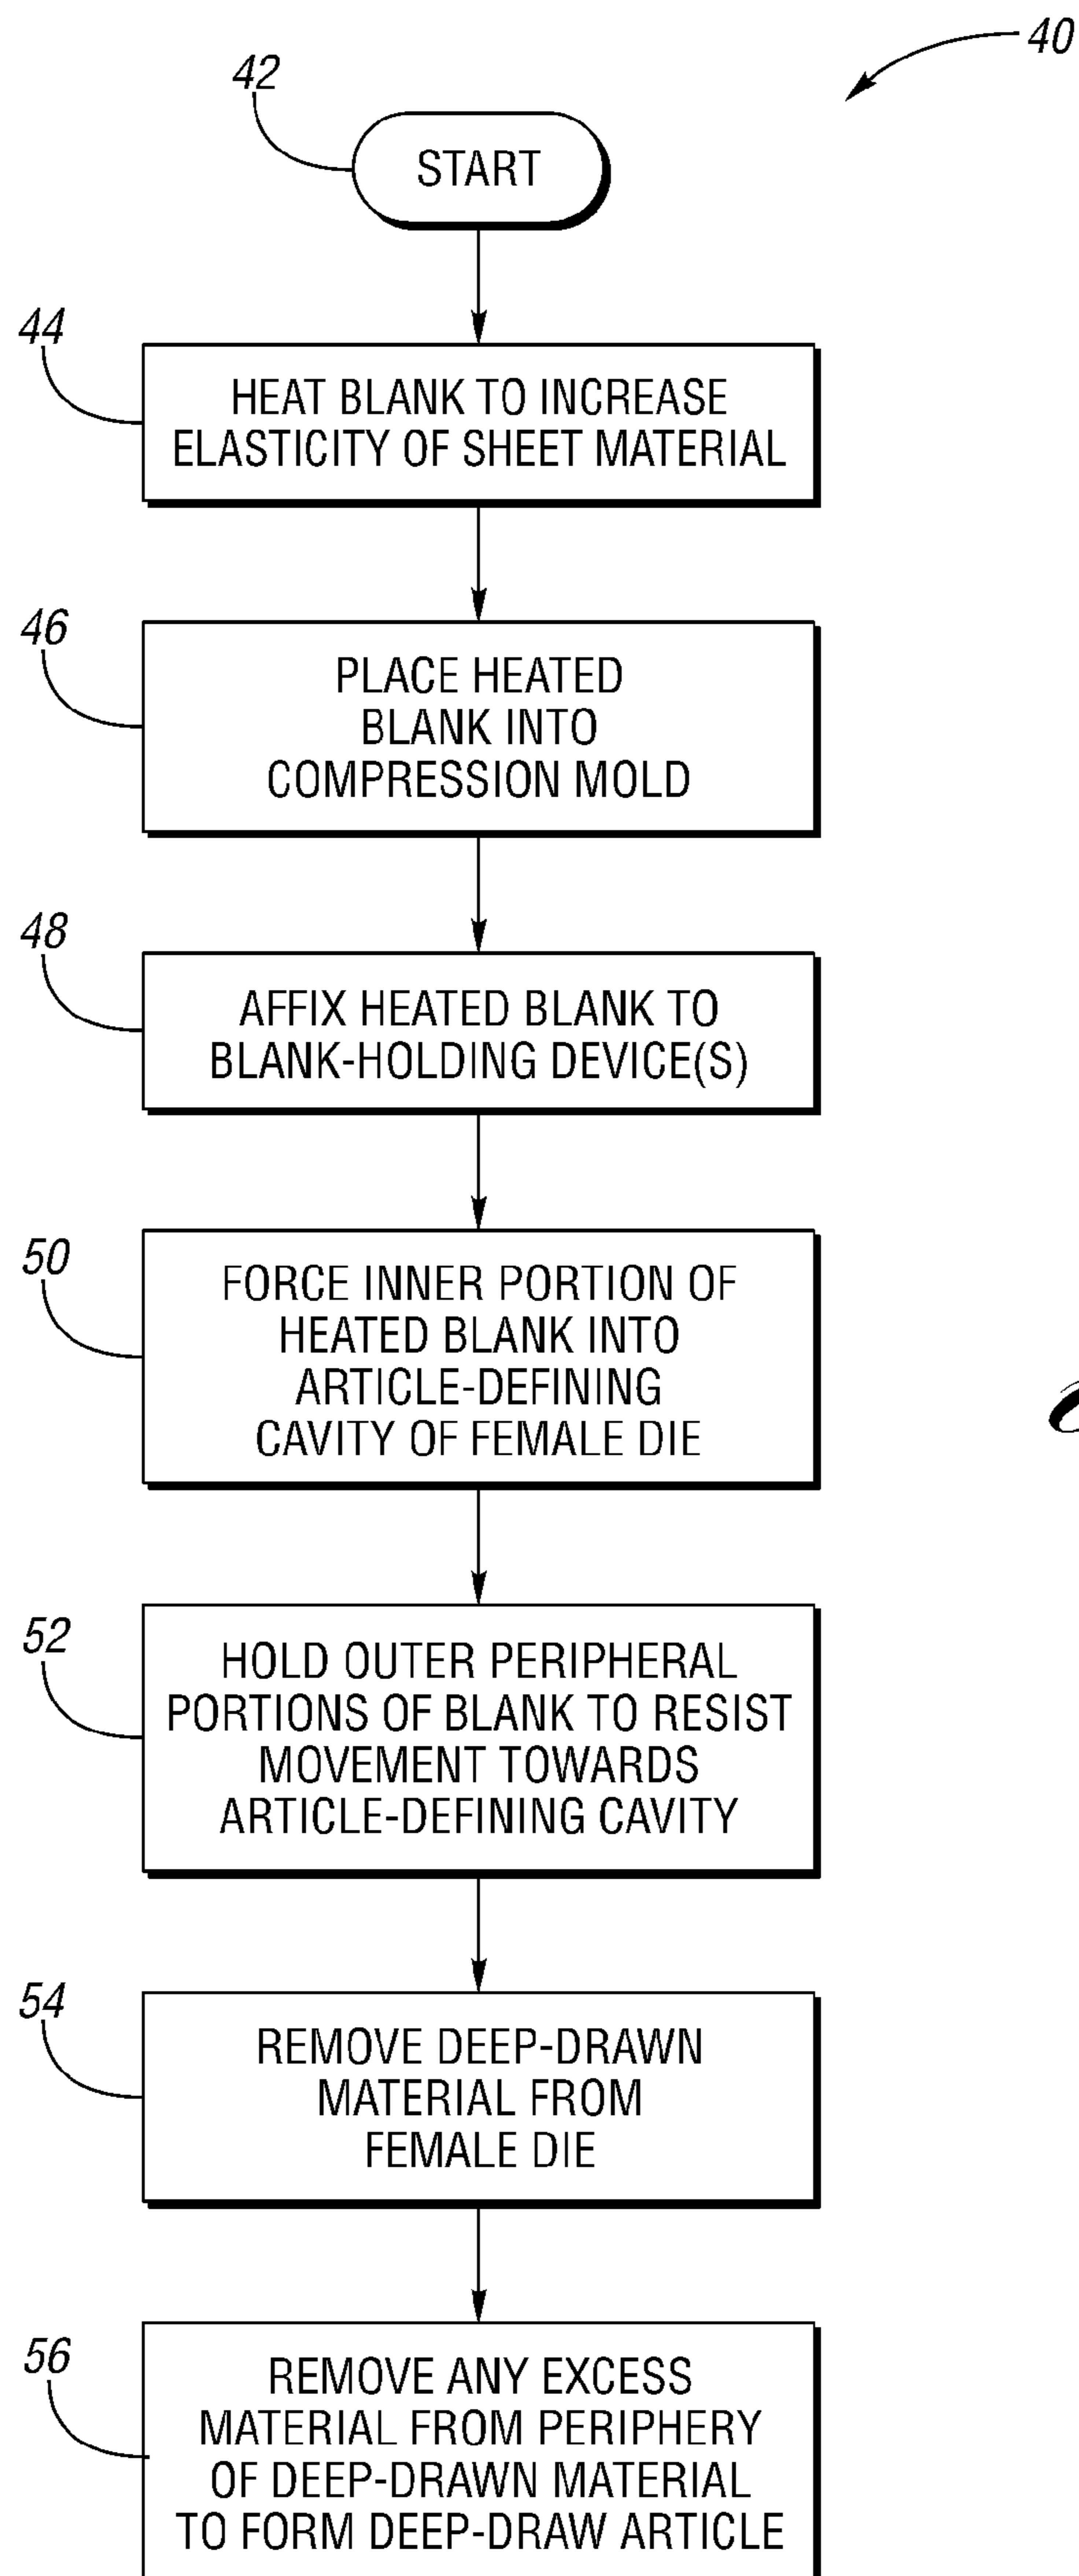 40
42
START
44
HEAT BLANK TO INCREASE
ELASTICITY OF SHEET MATERIAL
46
PLACE HEATED
BLANK INTO
COMPRESSION MOLD
48
AFFIX HEATED BLANK TO
BLANK-HOLDING DEVICE(S)
50
FORCE INNER PORTION OF
HEATED BLANK INTO
ARTICLE-DEFINING
CAVITY OF FEMALE DIE
52
HOLD OUTER PERIPHERAL
PORTIONS OF BLANK TO RESIST
MOVEMENT TOWARDS
ARTICLE-DEFINING CAVITY
54
REMOVE DEEP-DRAWN
MATERIAL FROM
FEMALE DIE
56
REMOVE ANY EXCESS
MATERIAL FROM PERIPHERY
OF DEEP-DRAWN MATERIAL
TO FORM DEEP-DRAW ARTICLE